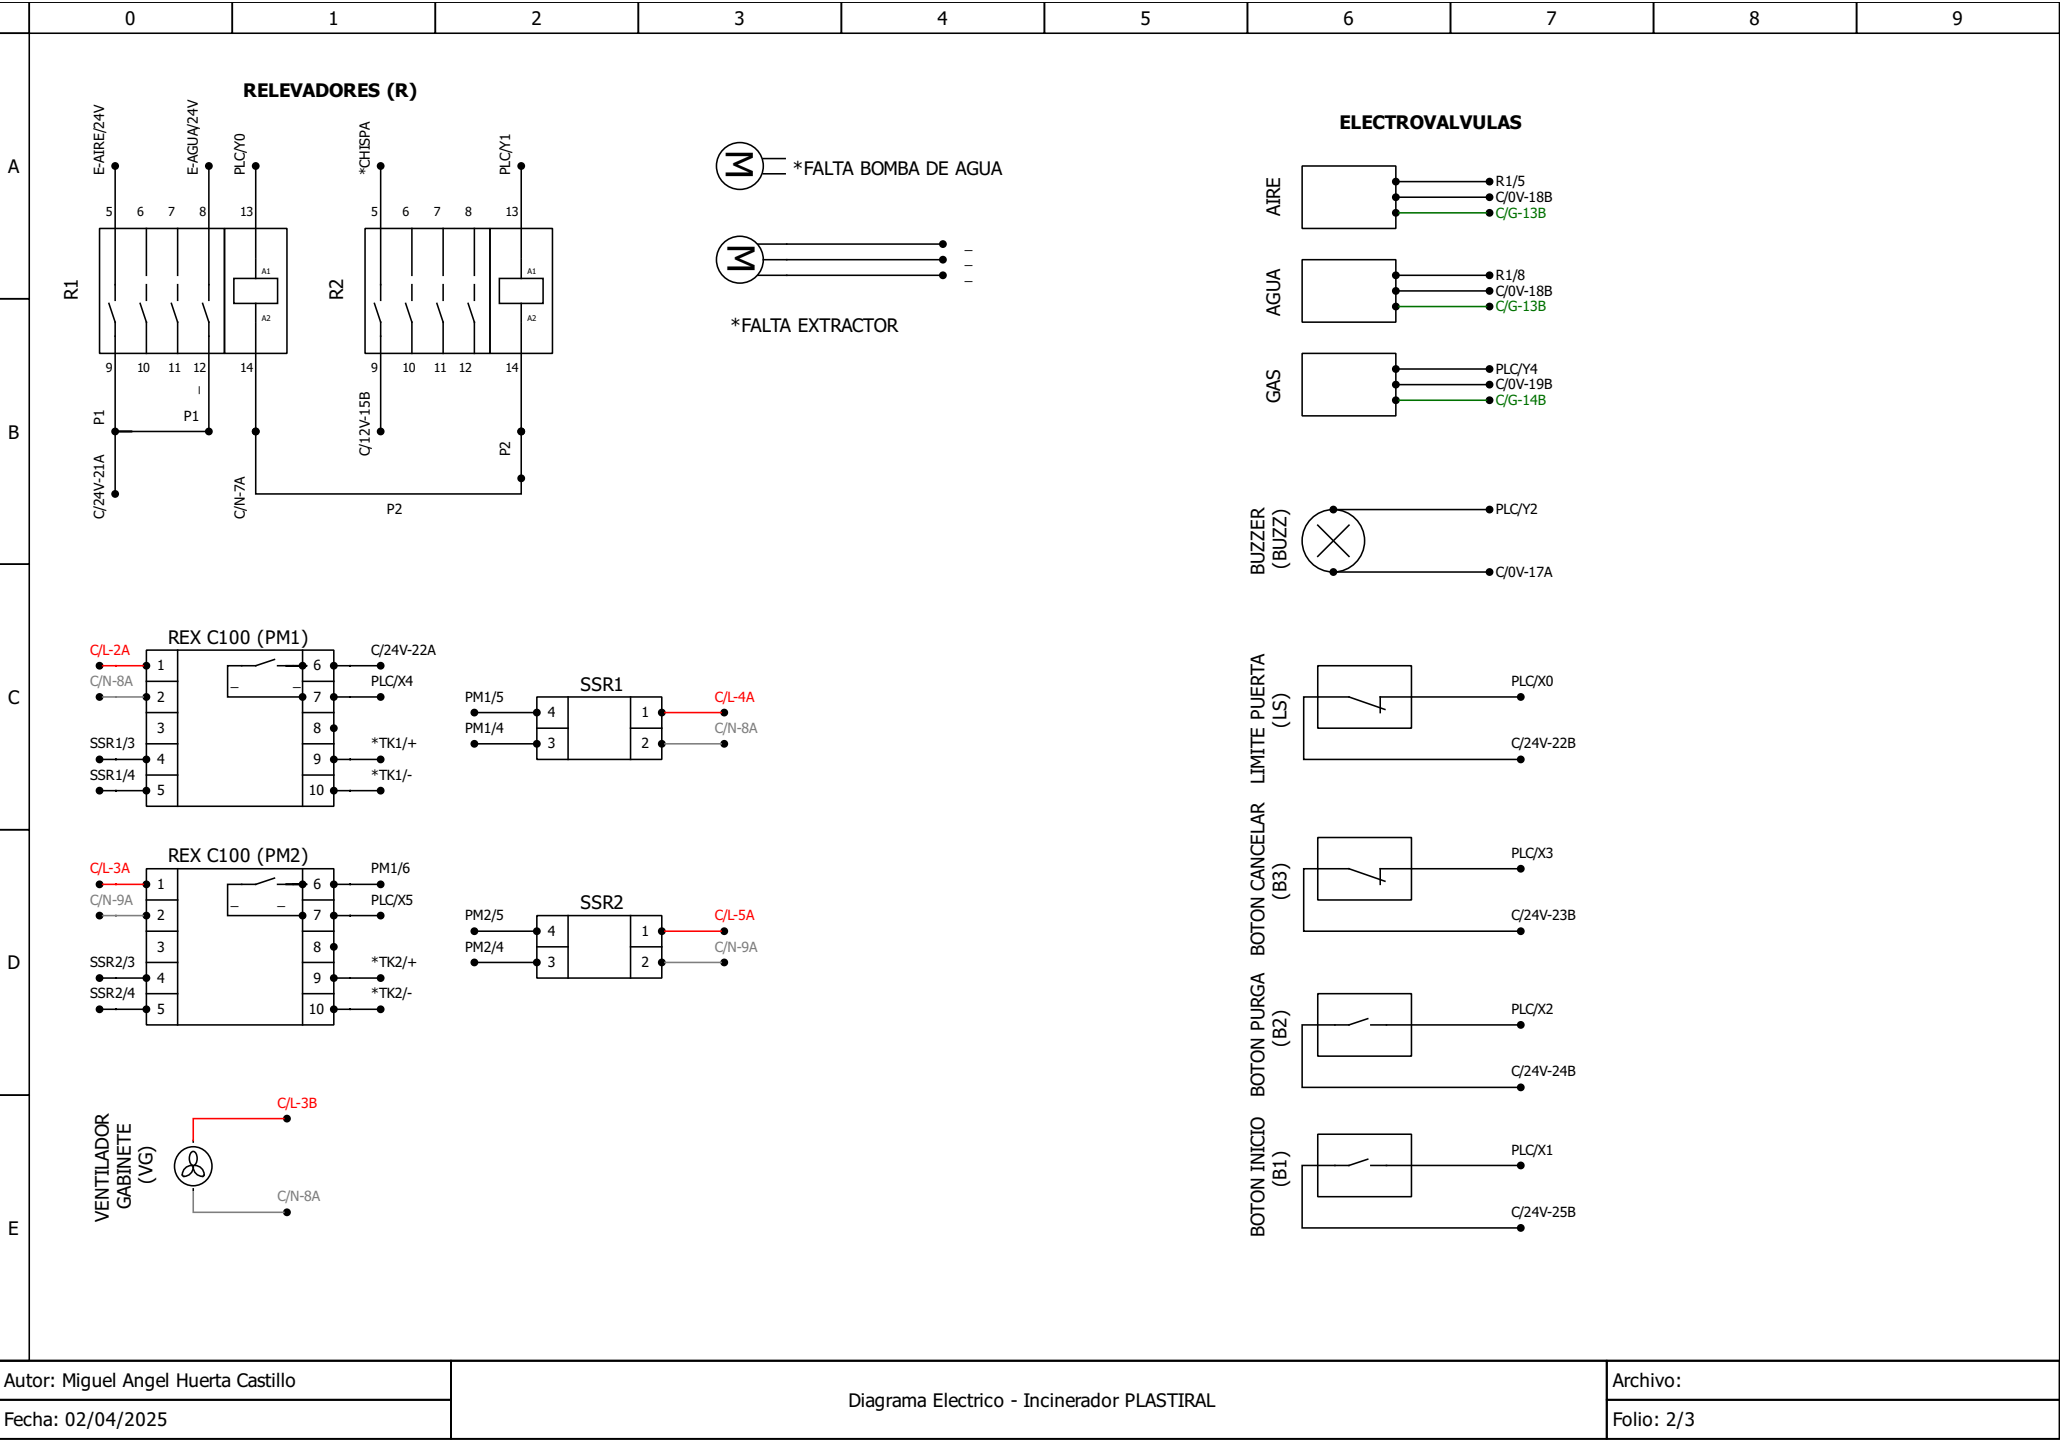 0 1 2 3 4 5 6 7 8 9
A
B
C
D
E
RELEVADORES (R)
E-AIRE/24V
E-AGUA/24V
PLC/Y0
*CHISPA
PLC/Y1
5 6 7 8 13
5 6 7 8 13
R1
A1
A2
R2
A1
A2
9 10 11 12 14
9 10 11 12 14
P1
P1
C/24V-21A
C/N-7A
C/12V-15B
P2
P2
M
*FALTA BOMBA DE AGUA
M
*FALTA EXTRACTOR
ELECTROVALVULAS
AIRE
R1/5
C/0V-18B
C/G-13B
AGUA
R1/8
C/0V-18B
C/G-13B
GAS
PLC/Y4
C/0V-19B
C/G-14B
BUZZER
(BUZZ)
PLC/Y2
C/0V-17A
REX C100 (PM1)
C/L-2A
C/N-8A
SSR1/3
SSR1/4
1
2
3
4
5
6
7
8
9
10
C/24V-22A
PLC/X4
*TK1/+
*TK1/-
SSR1
PM1/5
PM1/4
4
3
1
2
C/L-4A
C/N-8A
REX C100 (PM2)
C/L-3A
C/N-9A
SSR2/3
SSR2/4
1
2
3
4
5
6
7
8
9
10
PM1/6
PLC/X5
*TK2/+
*TK2/-
SSR2
PM2/5
PM2/4
4
3
1
2
C/L-5A
C/N-9A
VENTILADOR
GABINETE
(VG)
C/L-3B
C/N-8A
LIMITE PUERTA
(LS)
PLC/X0
C/24V-22B
BOTON CANCELAR
(B3)
PLC/X3
C/24V-23B
BOTON PURGA
(B2)
PLC/X2
C/24V-24B
BOTON INICIO
(B1)
PLC/X1
C/24V-25B
Autor: Miguel Angel Huerta Castillo
Fecha: 02/04/2025
Diagrama Electrico - Incinerador PLASTIRAL
Archivo:
Folio: 2/3